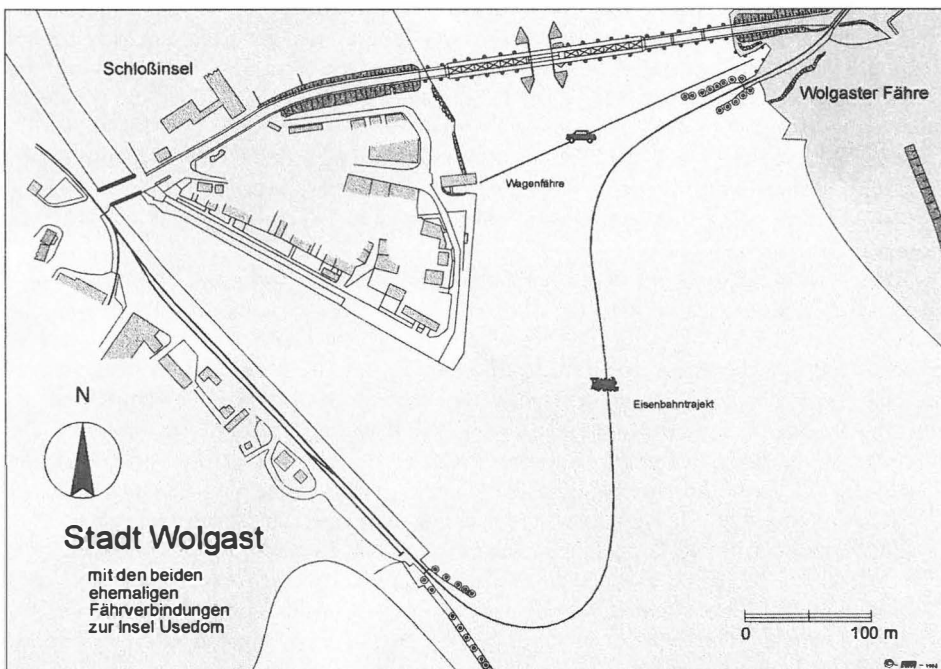 Schloßinsel
Wolgaster Fähre
Wagenfähre
Eisenbahntrajekt
N
Stadt Wolgast
mit den beiden
ehemaligen
Fährverbindungen
zur Insel Usedom
0 100 m